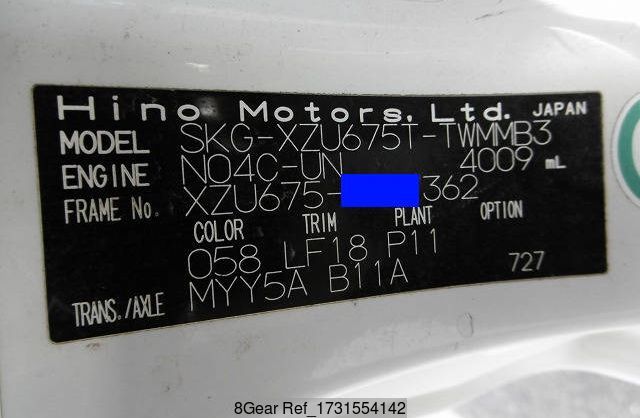 Hino Motors, Ltd. JAPAN
MODEL SKG-XZU675T-TWMMB3
ENGINE N04C-UN 4009 mL
FRAME No. XZU675- 362
COLOR TRIM PLANT OPTION
058 LF18 P11
TRANS./AXLE MYY5A B11A 727
8Gear Ref_1731554142